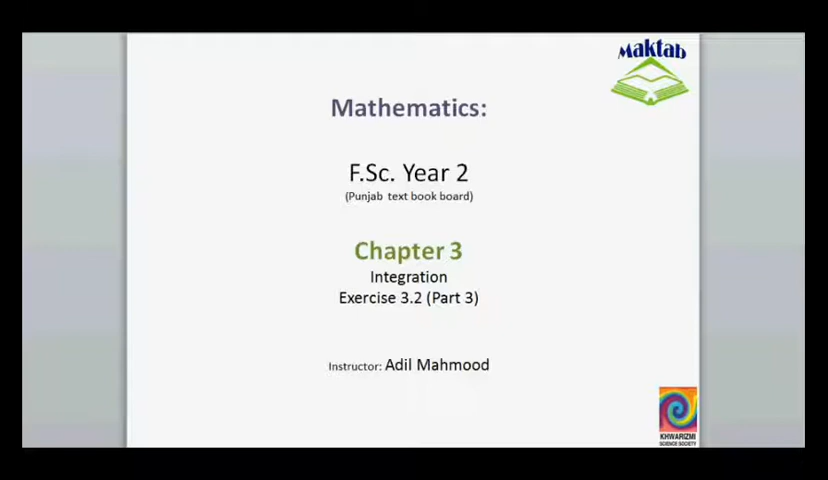 Maktab
Mathematics:
F.Sc. Year 2
(Punjab text book board)
Chapter 3
Integration
Exercise 3.2 (Part 3)
Instructor: Adil Mahmood
KHWARIZMI
SCIENCE SOCIETY